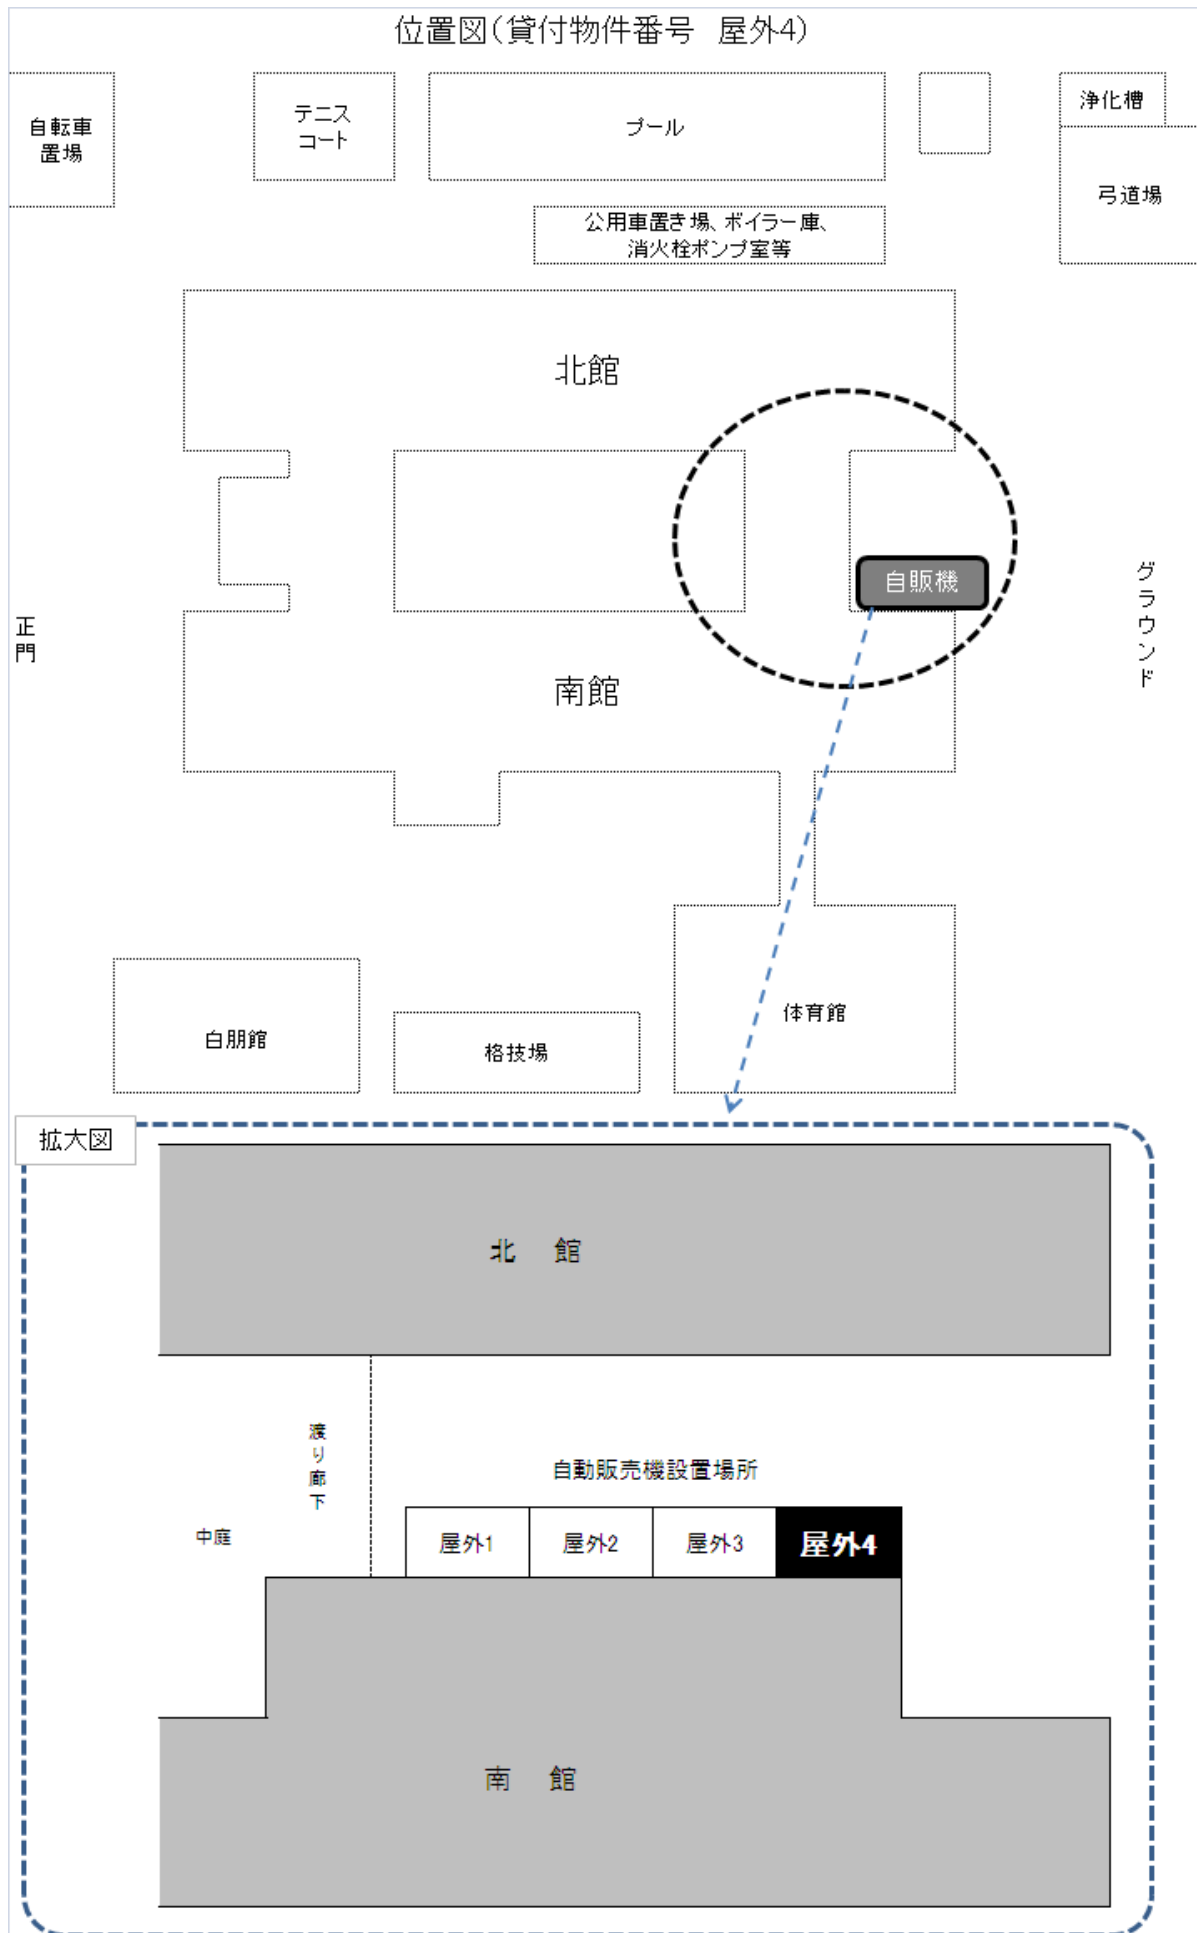 位置図(貸付物件番号 屋外4)
自転車
置場
テニス
コート
プール
浄化槽
弓道場
公用車置き場、ボイラー庫、
消火栓ポンプ室等
北館
自販機
グラウンド
正門
南館
体育館
白朋館
格技場
拡大図
北 館
渡り廊下
自動販売機設置場所
中庭
屋外1
屋外2
屋外3
屋外4
南 館